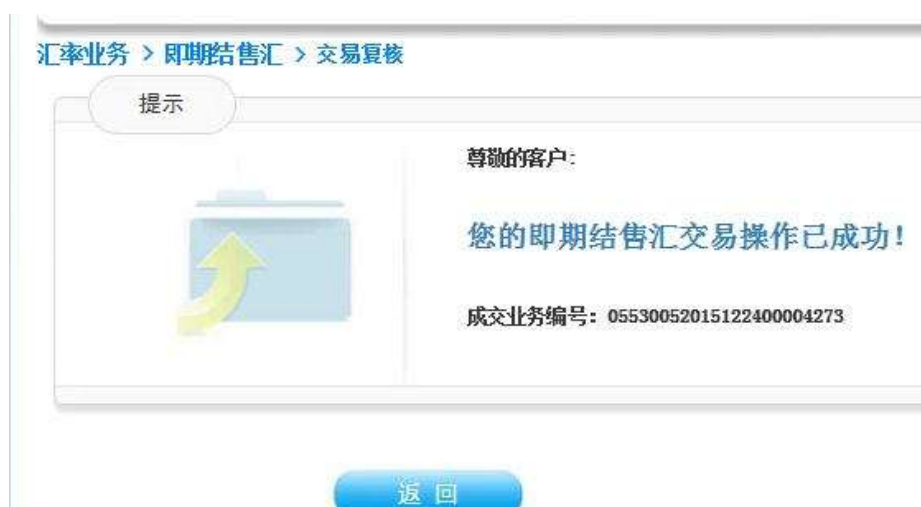 汇率业务 > 即期结售汇 > 交易复核
提示
尊敬的客户:
您的即期结售汇交易操作已成功!
成交业务编号: 05530052015122400004273
返 回